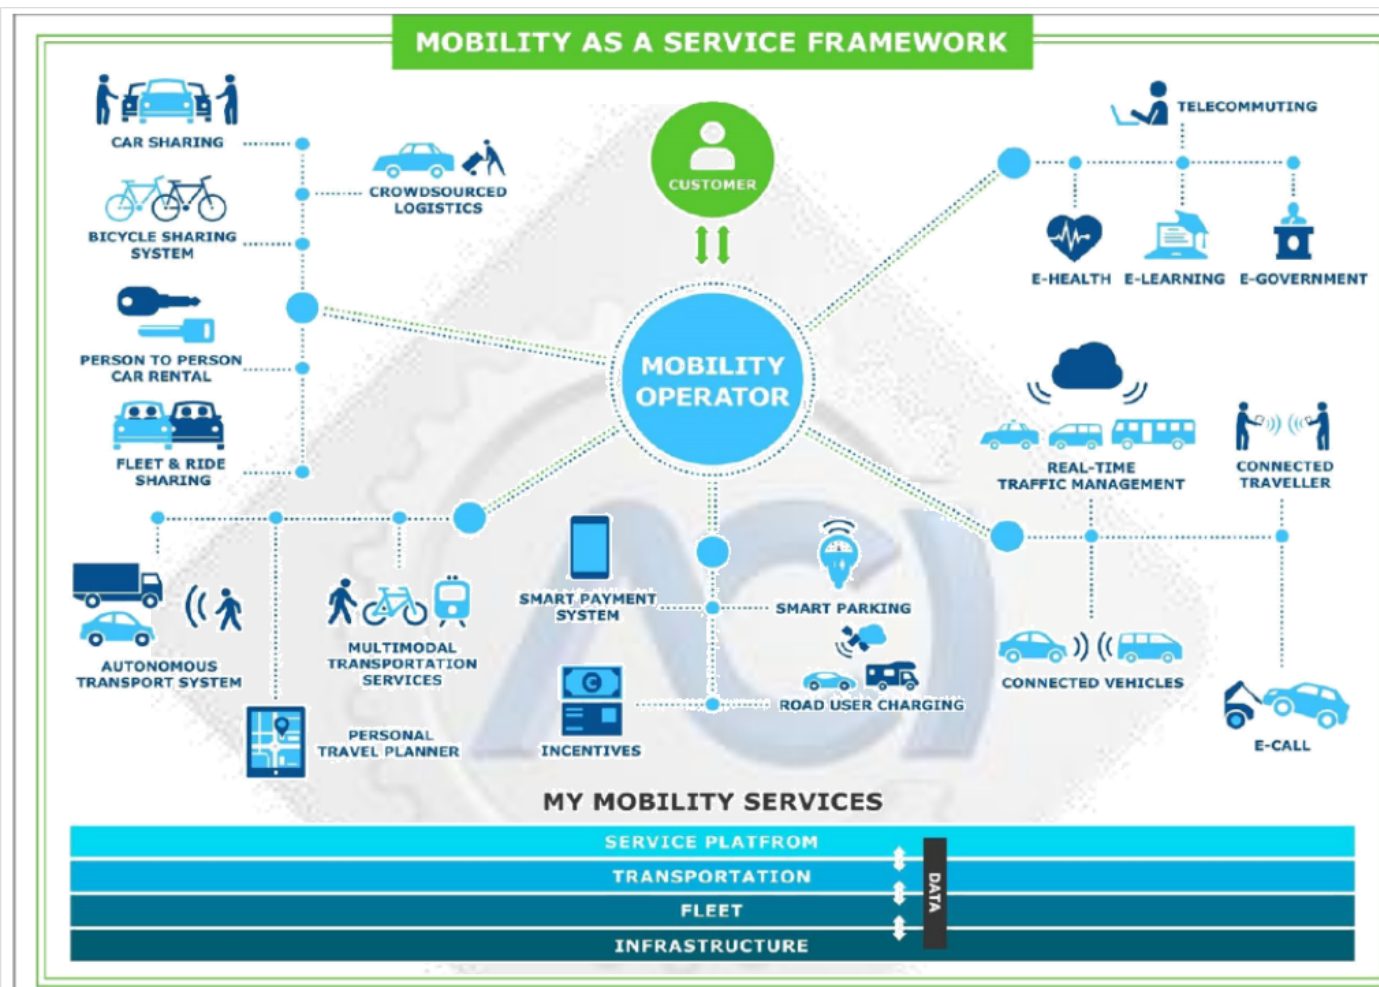 MOBILITY AS A SERVICE FRAMEWORK
CAR SHARING
CROWDSOURCED
LOGISTICS
BICYCLE SHARING
SYSTEM
PERSON TO PERSON
CAR RENTAL
FLEET & RIDE
SHARING
CUSTOMER
MOBILITY
OPERATOR
TELECOMMUTING
E-HEALTH
E-LEARNING
E-GOVERNMENT
REAL-TIME
TRAFFIC MANAGEMENT
CONNECTED
TRAVELLER
CONNECTED VEHICLES
E-CALL
AUTONOMOUS
TRANSPORT SYSTEM
MULTIMODAL
TRANSPORTATION
SERVICES
PERSONAL
TRAVEL PLANNER
SMART PAYMENT
SYSTEM
SMART PARKING
INCENTIVES
ROAD USER CHARGING
ACI
MY MOBILITY SERVICES
SERVICE PLATFROM
TRANSPORTATION
FLEET
INFRASTRUCTURE
DATA